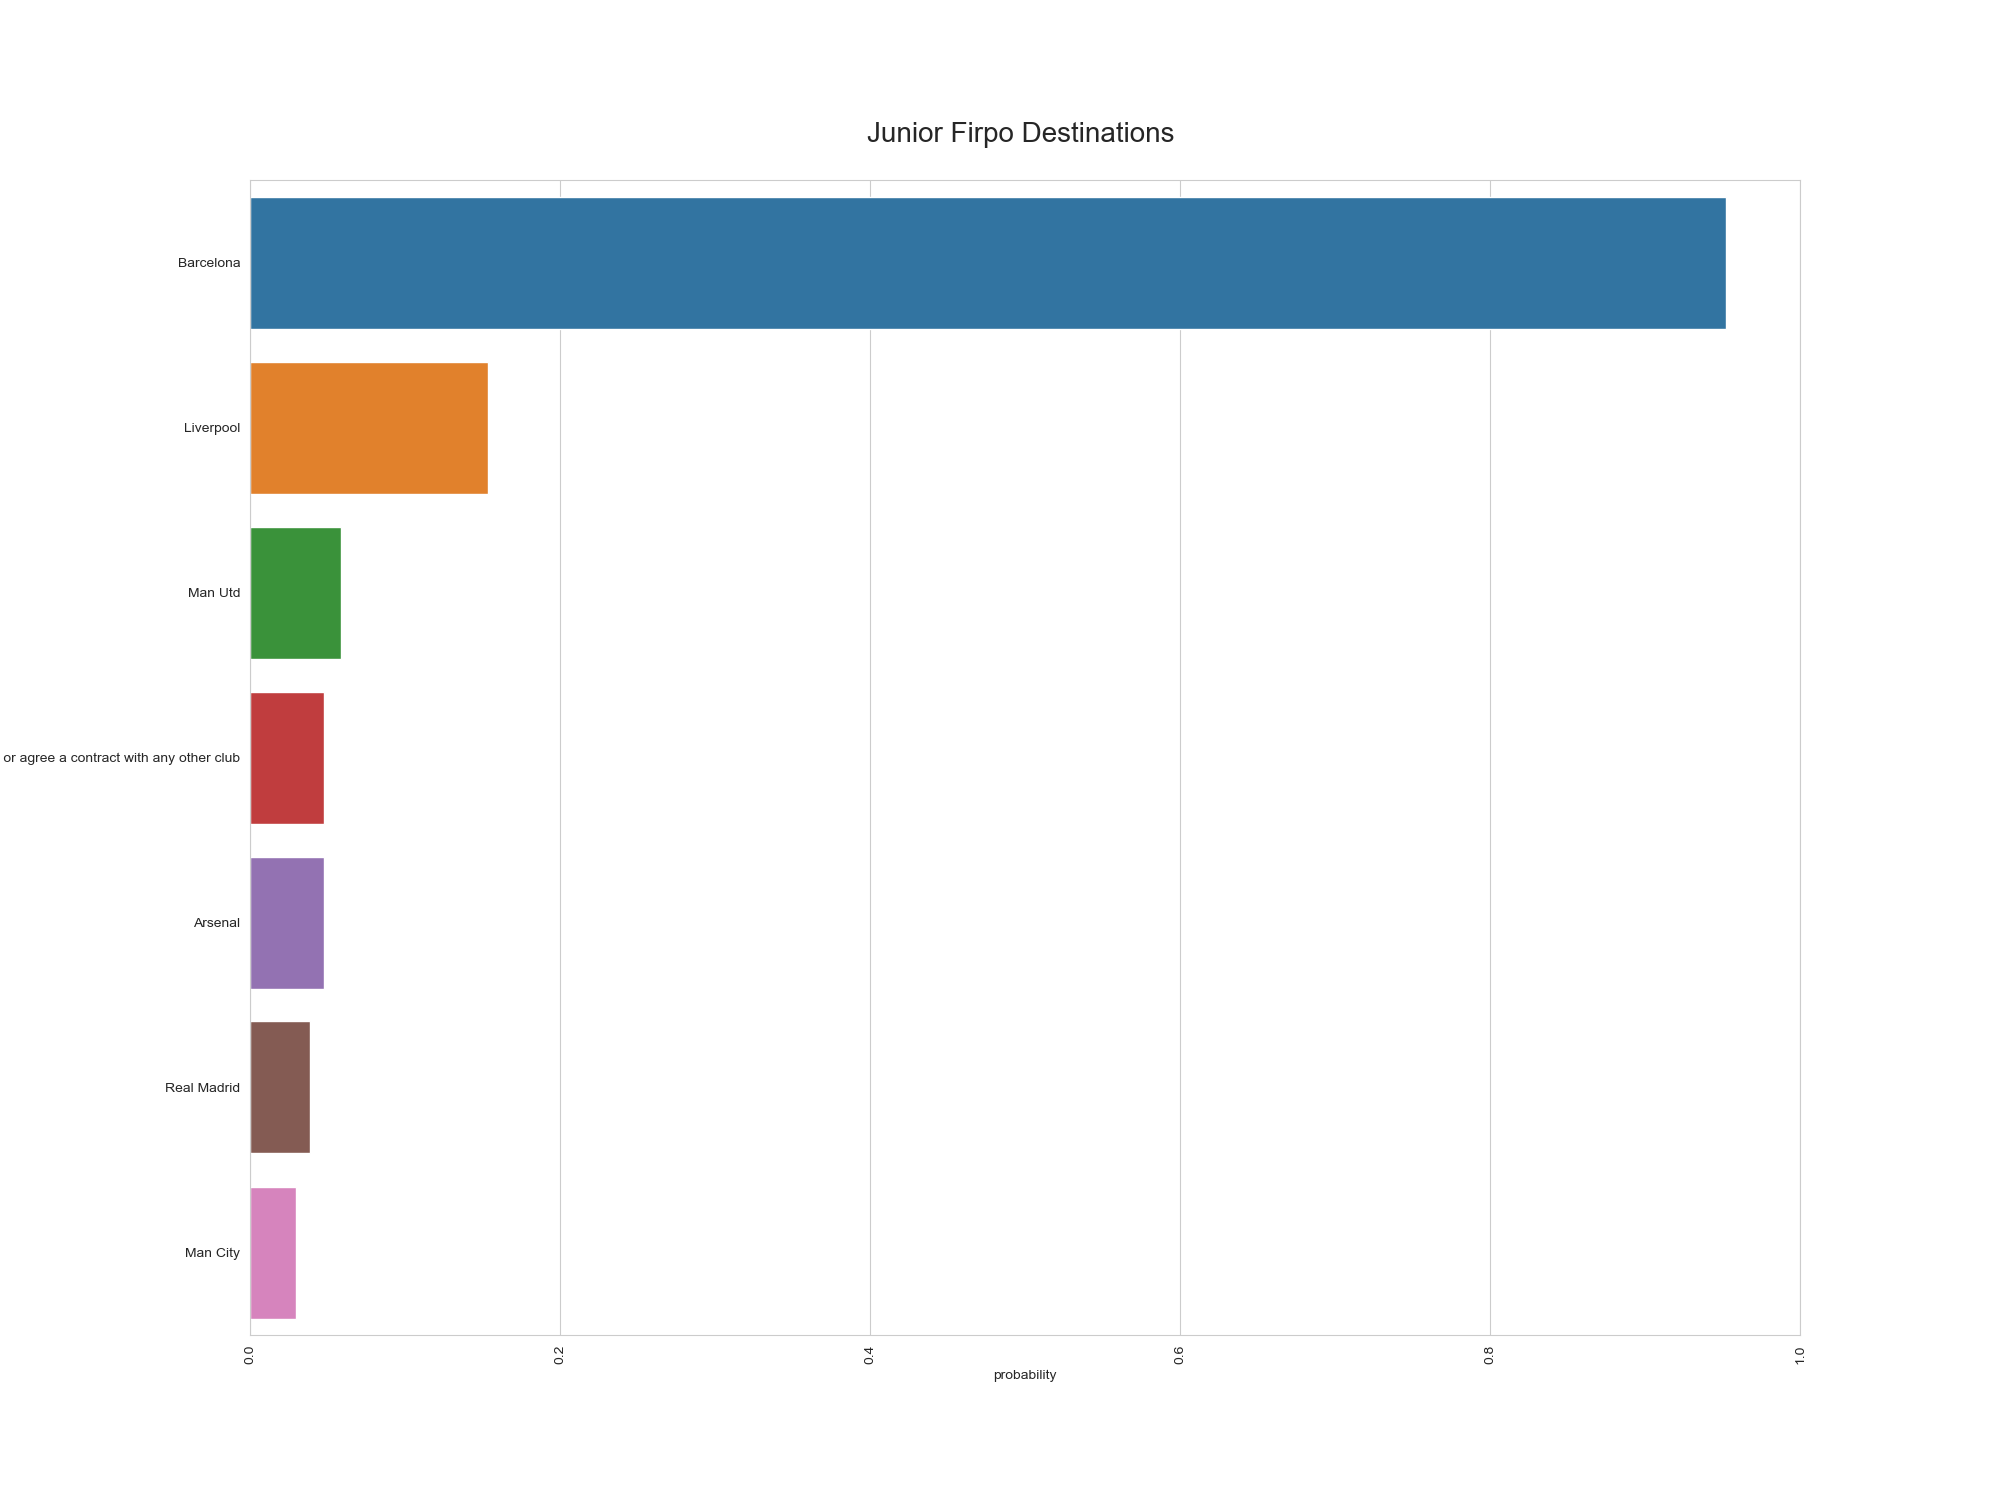 Junior Firpo Destinations
Barcelona
Liverpool
Man Utd
or agree a contract with any other club
Arsenal
Real Madrid
Man City
0.0
0.2
0.4
0.6
0.8
1.0
probability